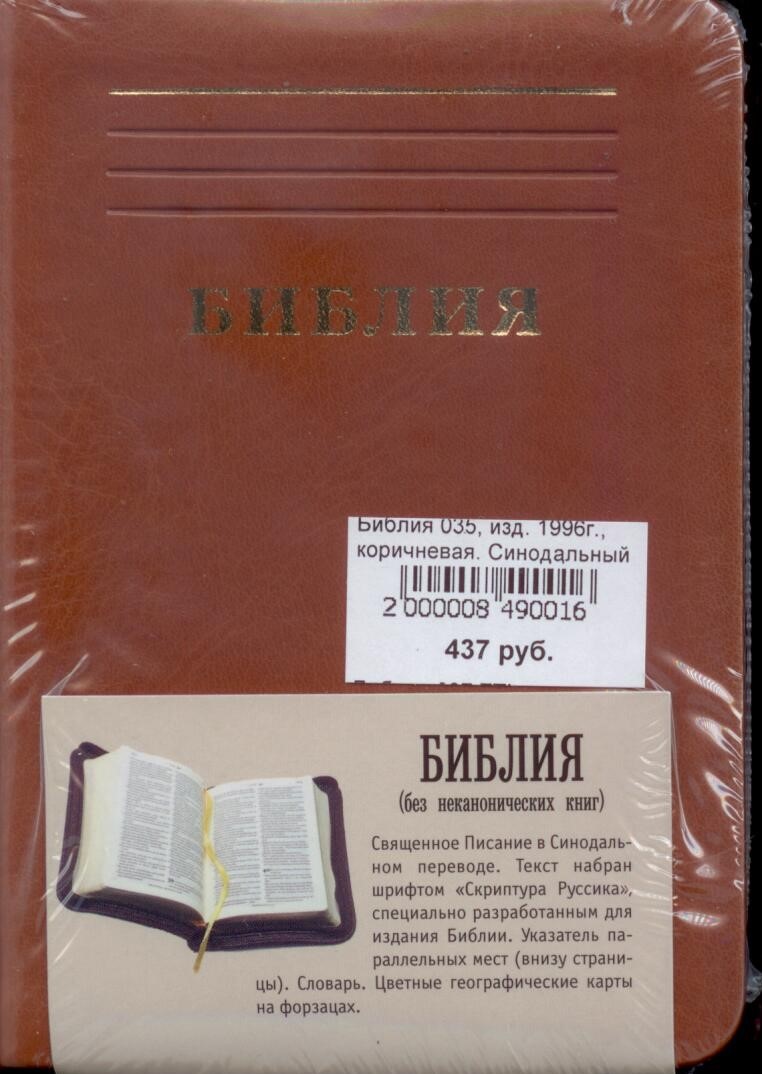 БИБЛИЯ
Библия 035, изд. 1996г.,
коричневая. Синодальный
2 000008 490016
437 руб.
БИБЛИЯ
(без неканонических книг)
Священное Писание в Синодаль-
ном переводе. Текст набран
шрифтом «Скриптура Руссика»,
специально разработанным для
издания Библии. Указатель па-
раллельных мест (внизу страни-
цы). Словарь. Цветные географические карты
на форзацах.